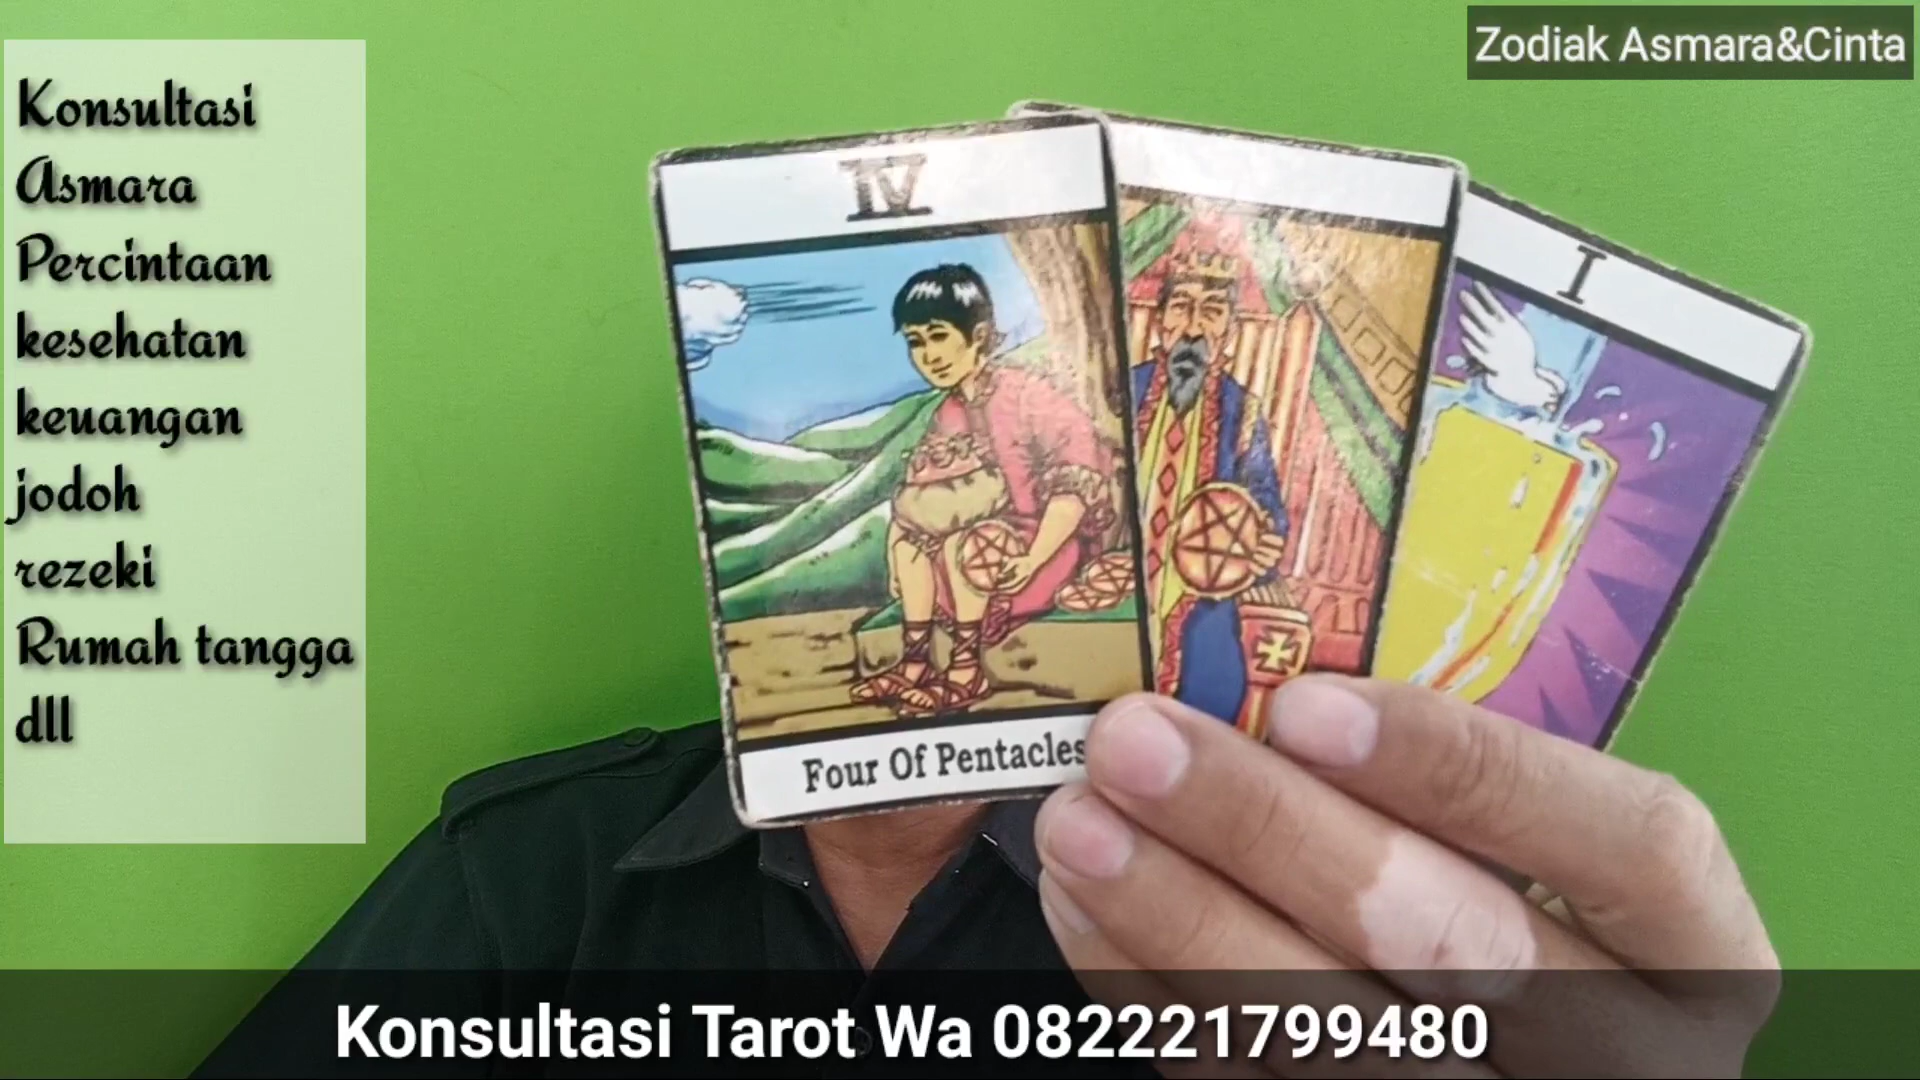 Zodiak Asmara&Cinta
Konsultasi
Asmara
Percintaan
kesehatan
keuangan
jodoh
rezeki
Rumah tangga
dll
IV
I
Four Of Pentacles
Konsultasi Tarot Wa 082221799480